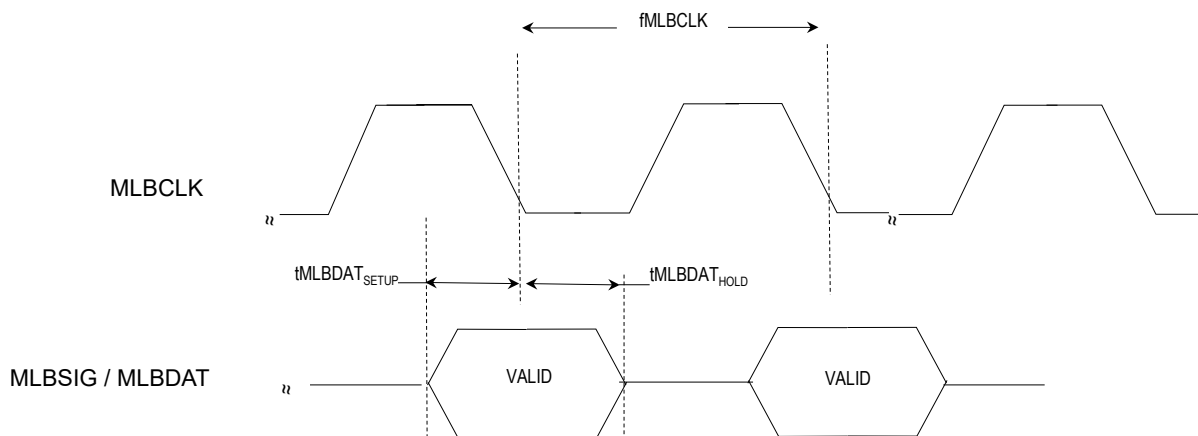 fMLBCLK
MLBCLK
≈
≈
tMLBDATSETUP
tMLBDATHOLD
MLBSIG / MLBDAT
≈
VALID
VALID